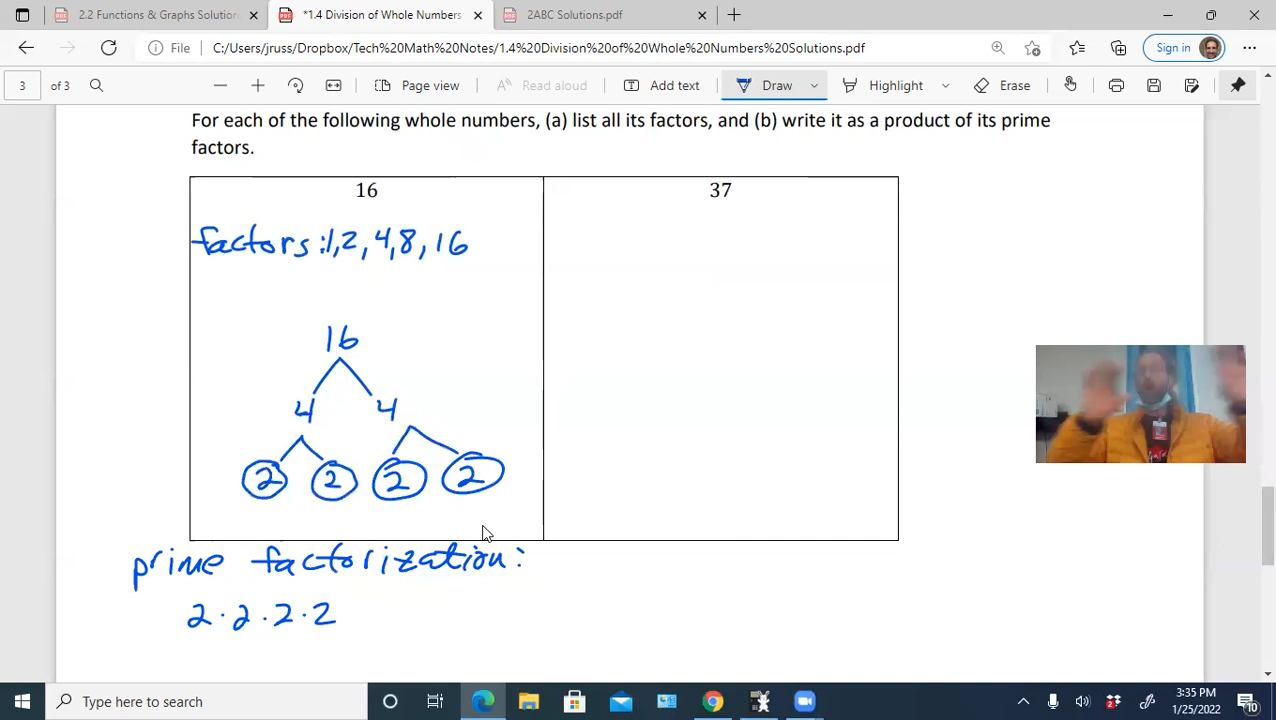 2.2 Functions & Graphs Solution
*1.4 Division of Whole Numbers
2ABC Solutions.pdf
File
C:/Users/jruss/Dropbox/Tech%20Math%20Notes/1.4%20Division%20of%20Whole%20Numbers%20Solutions.pdf
Sign in
3 of 3
Page view
Read aloud
Add text
Draw
Highlight
Erase
For each of the following whole numbers, (a) list all its factors, and (b) write it as a product of its prime
factors.
16
37
factors:1,2,4,8,16
16
4 4
2 2 2 2
prime factorization:
2·2·2·2
Type here to search
3:35 PM
1/25/2022